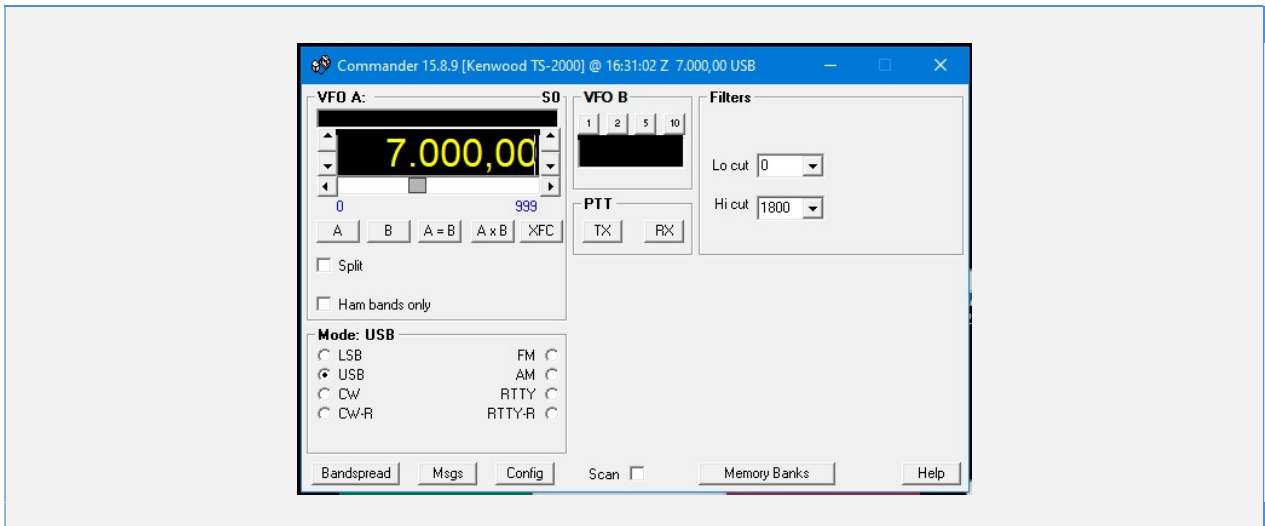 Commander 15.8.9 [Kenwood TS-2000] @ 16:31:02 Z 7.000,00 USB
VFO A: S0
7.000,00
0 999
A B A = B A x B XFC
Split
Ham bands only
VFO B
1 2 5 10
PTT
TX RX
Filters
Lo cut 0
Hi cut 1800
Mode: USB
LSB FM
USB AM
CW RTTY
CW-R RTTY-R
Bandspread Msgs Config Scan Memory Banks Help